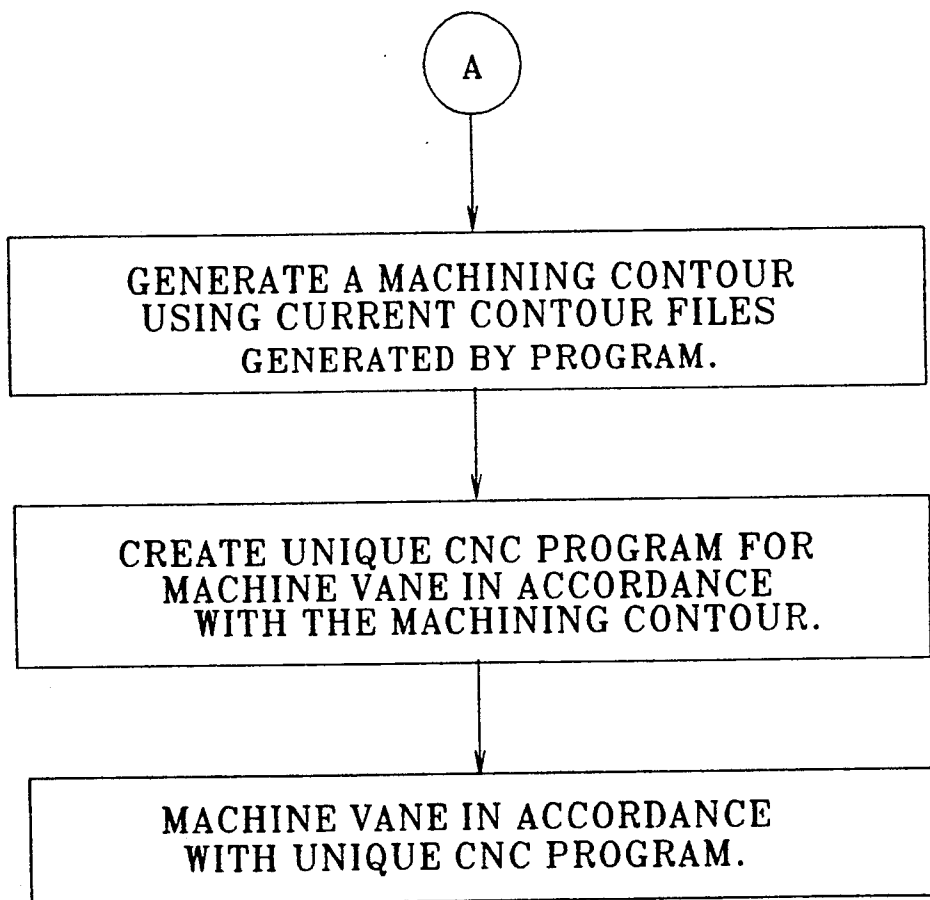 A
GENERATE A MACHINING CONTOUR
USING CURRENT CONTOUR FILES
GENERATED BY PROGRAM.
CREATE UNIQUE CNC PROGRAM FOR
MACHINE VANE IN ACCORDANCE
WITH THE MACHINING CONTOUR.
MACHINE VANE IN ACCORDANCE
WITH UNIQUE CNC PROGRAM.